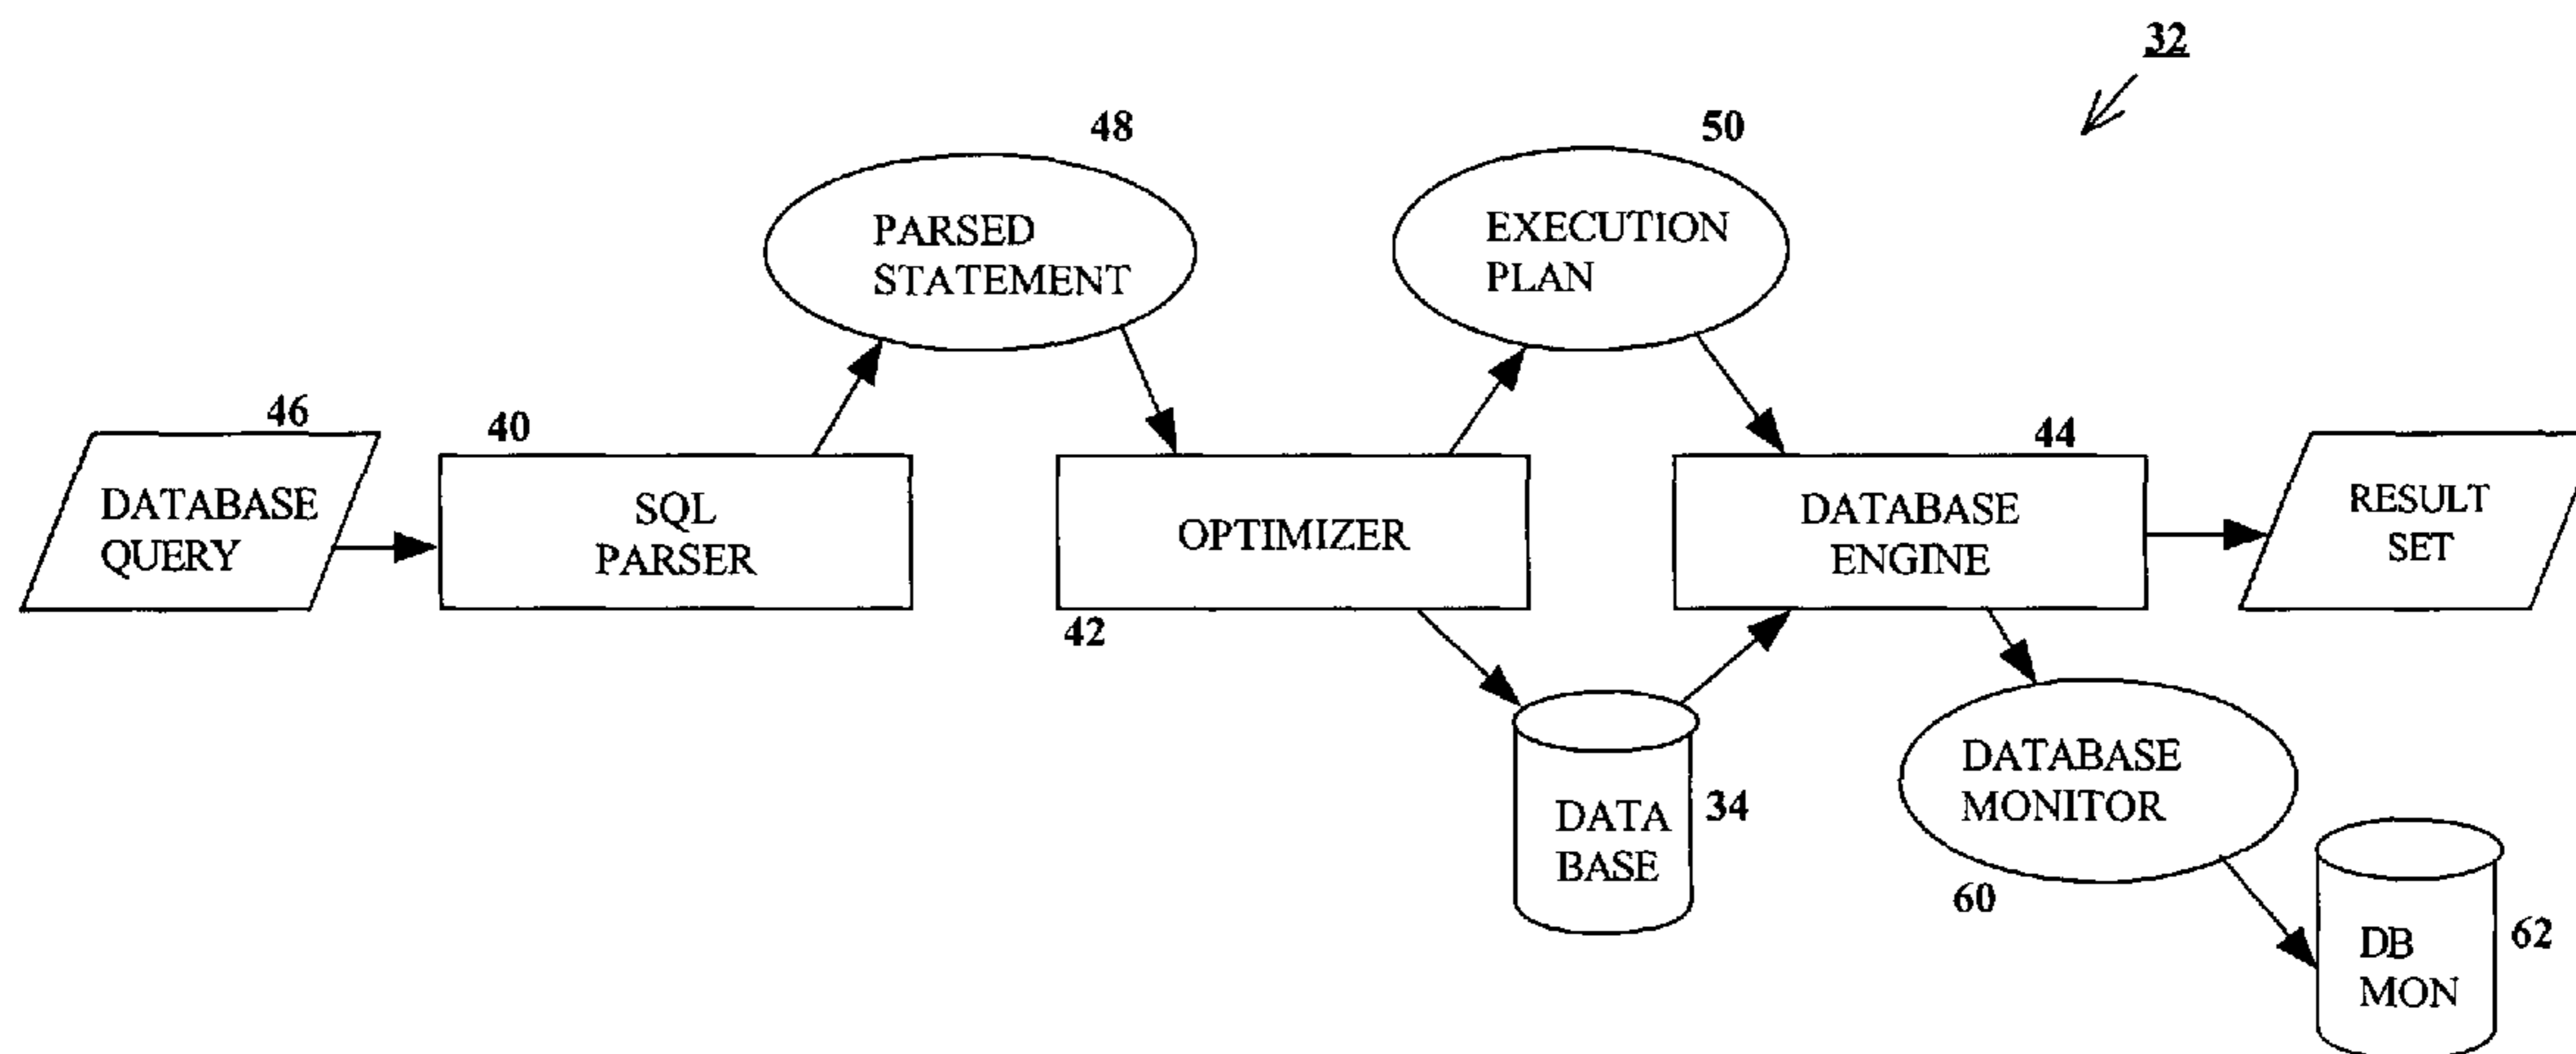 32
48
50
PARSED
STATEMENT
EXECUTION
PLAN
46
40
44
DATABASE
QUERY
SQL
PARSER
OPTIMIZER
DATABASE
ENGINE
RESULT
SET
42
DATA
BASE
34
DATABASE
MONITOR
60
DB
MON
62